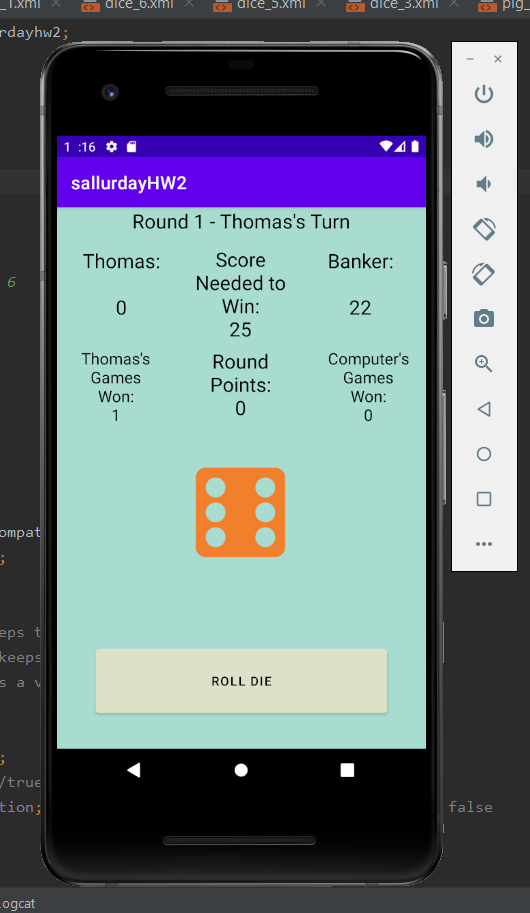 _1.xml dice_6.xml dice_5.xml dice_3.xml pig_
rdayhw2;
1 :16
sallurdayHW2
Round 1 - Thomas's Turn
Thomas:
0
Score
Needed to
Win:
25
Banker:
22
6
Thomas's
Games
Won:
1
Round
Points:
0
Computer's
Games
Won:
0
ompat
;
eps t
keeps
s a v
ROLL DIE
;
/true
tion; false
ogcat